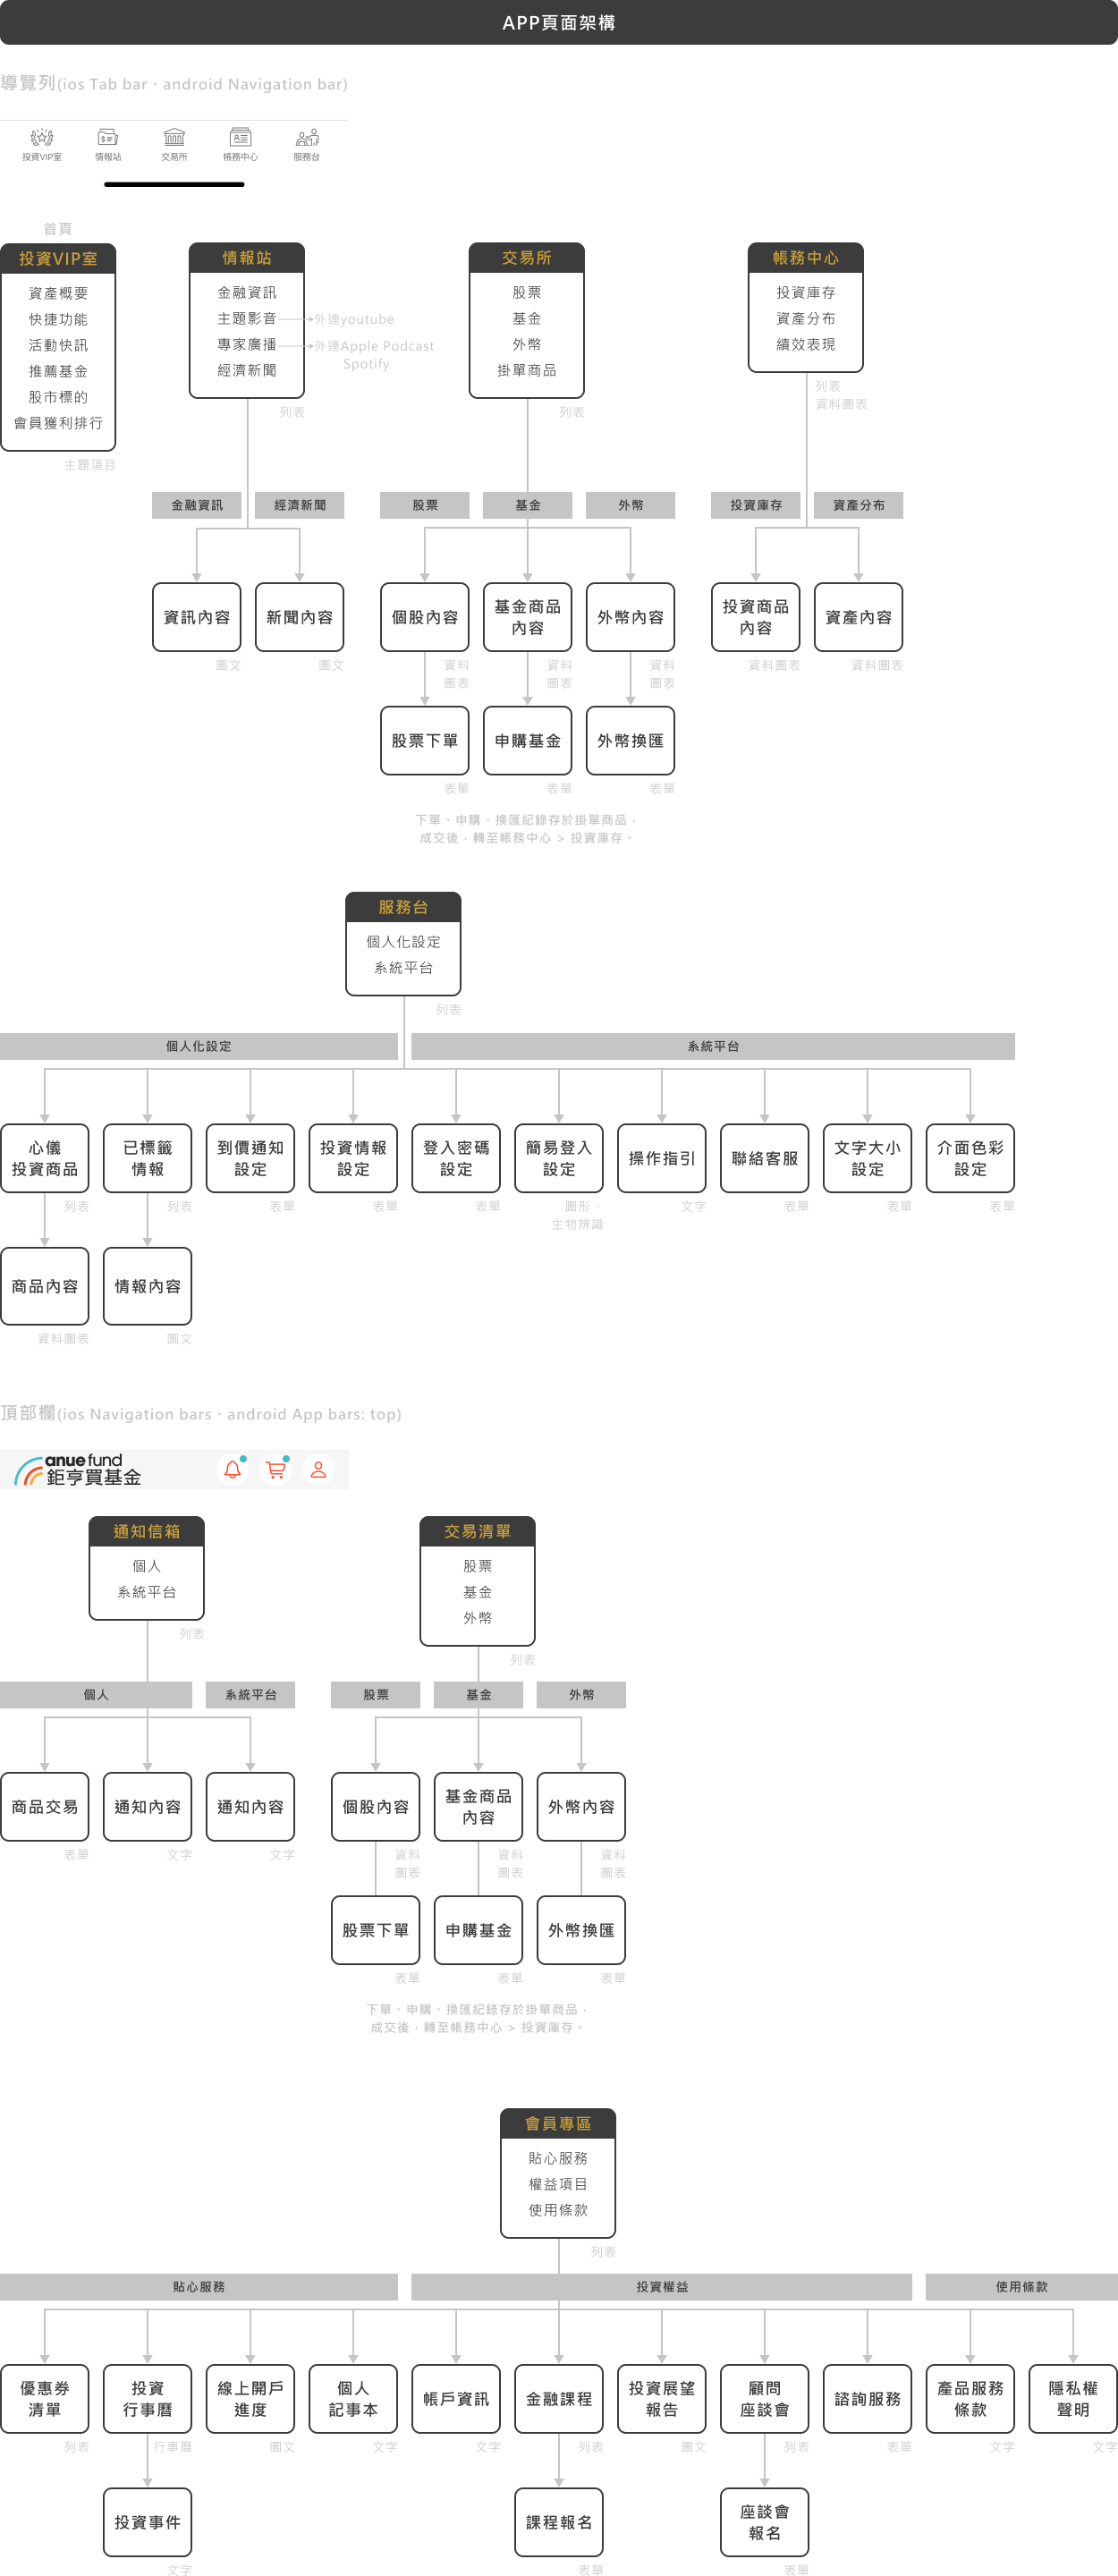 APP頁面架構
導覽列(ios Tab bar、android Navigation bar)
投資VIP室 情報站 交易所 帳務中心 服務台
首頁
投資VIP室
資產概要
快捷功能
活動快訊
推薦基金
股市標的
會員獲利排行
主題項目
情報站
金融資訊
主題影音 外連youtube
專家廣播 外連Apple Podcast
Spotify
經濟新聞
列表
交易所
股票
基金
外幣
掛單商品
列表
帳務中心
投資庫存
資產分布
績效表現
列表
資料圖表
金融資訊 經濟新聞 股票 基金 外幣 投資庫存 資產分布
資訊內容
圖文
新聞內容
圖文
個股內容
資料
圖表
基金商品
內容
資料
圖表
外幣內容
資料
圖表
投資商品
內容
資料圖表
資產內容
資料圖表
股票下單
表單
申購基金
表單
外幣換匯
表單
下單、申購、換匯紀錄存於掛單商品，
成交後，轉至帳務中心 > 投資庫存。
服務台
個人化設定
系統平台
列表
個人化設定 系統平台
心儀
投資商品
列表
已標籤
情報
列表
到價通知
設定
表單
投資情報
設定
表單
登入密碼
設定
表單
簡易登入
設定
圖形、
生物辨識
操作指引
文字
聯絡客服
表單
文字大小
設定
表單
介面色彩
設定
表單
商品內容
資料圖表
情報內容
圖文
頂部欄(ios Navigation bars、android App bars: top)
anue fund
鉅亨買基金
通知信箱
個人
系統平台
列表
交易清單
股票
基金
外幣
列表
個人 系統平台 股票 基金 外幣
商品交易
表單
通知內容
文字
通知內容
文字
個股內容
資料
圖表
基金商品
內容
資料
圖表
外幣內容
資料
圖表
股票下單
表單
申購基金
表單
外幣換匯
表單
下單、申購、換匯紀錄存於掛單商品，
成交後，轉至帳務中心 > 投資庫存。
會員專區
貼心服務
權益項目
使用條款
列表
貼心服務 投資權益 使用條款
優惠券
清單
列表
投資
行事曆
行事曆
線上開戶
進度
圖文
個人
記事本
文字
帳戶資訊
文字
金融課程
列表
投資展望
報告
圖文
顧問
座談會
列表
諮詢服務
表單
產品服務
條款
文字
隱私權
聲明
文字
投資事件
文字
課程報名
表單
座談會
報名
表單